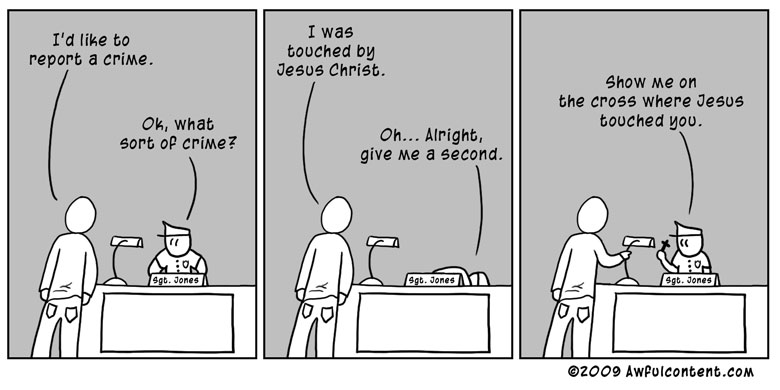 I'd like to
report a crime.
Ok, what
sort of crime?
Sgt. Jones
I was
touched by
Jesus Christ.
Oh... Alright,
give me a second.
Sgt. Jones
Show me on
the cross where Jesus
touched you.
Sgt. Jones
©2009 Awfulcontent.com